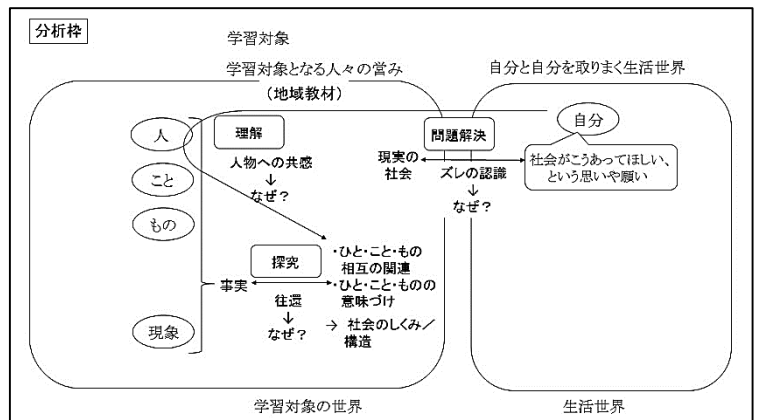 分析枠
学習対象
学習対象となる人々の営み
(地域教材)
自分と自分を取りまく生活世界
人
こと
もの
現象
理解
人物への共感
↓
なぜ?
問題解決
現実の
社会
ズレの認識
↓
なぜ?
自分
社会がこうあってほしい、
という思いや願い
探究
事実
往還
↓
なぜ?
・ひと・こと・もの
相互の関連
・ひと・こと・ものの
意味づけ
→ 社会のしくみ/
構造
学習対象の世界
生活世界